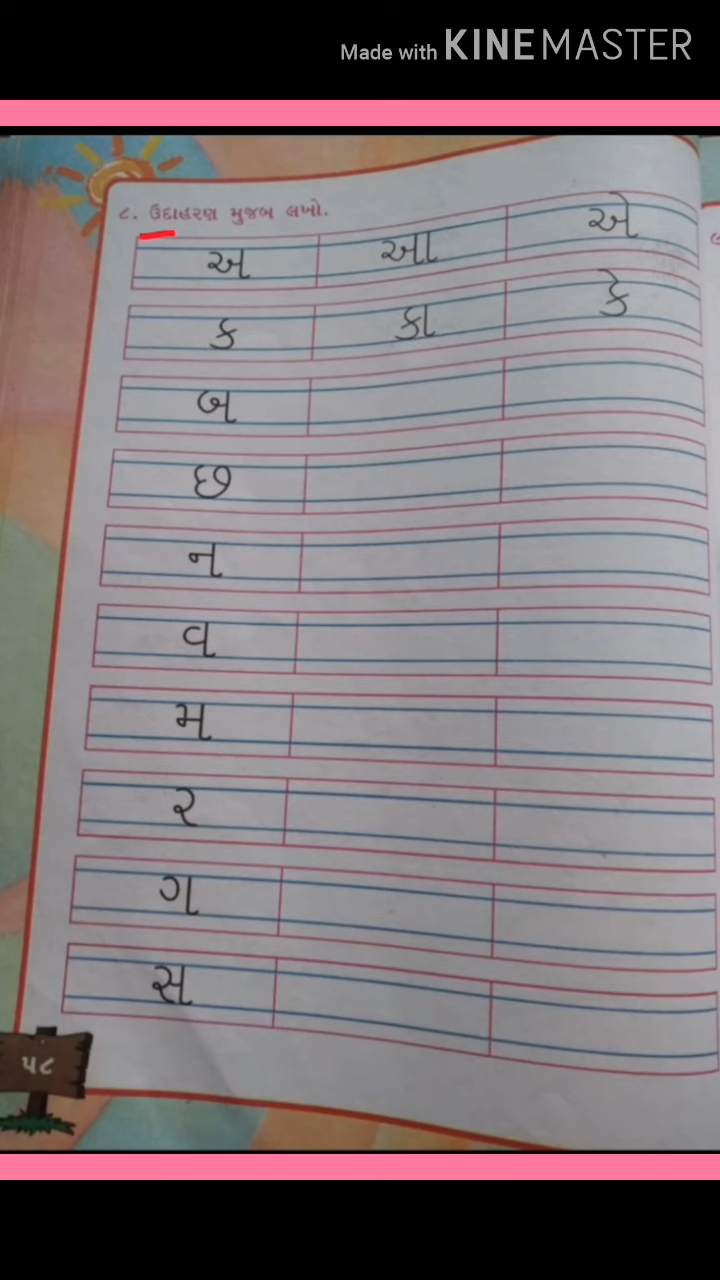 Made with KINEMASTER
૮. ઉદાહરણ મુજબ લખો.
અ આ એ
ક કા કે
બ
છ
ન
વ
મ
ર
ગ
સ
૫૮